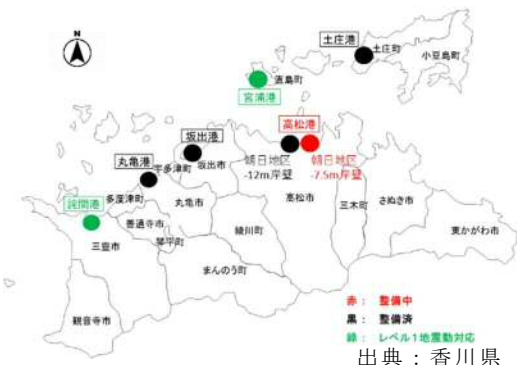 N
土庄港
土庄町
小豆島町
直島町
宮浦港
高松港
坂出港
朝日地区
-12m岸壁
朝日地区
-7.5m岸壁
丸亀港
宇多津町
坂出市
詫間港
多度津町
丸亀市
高松市
さぬき市
三木町
善通寺市
綾川町
東かがわ市
三豊市
琴平町
まんのう町
観音寺市
赤： 整備中
黒： 整備済
緑： レベル1地震動対応
出典：香川県